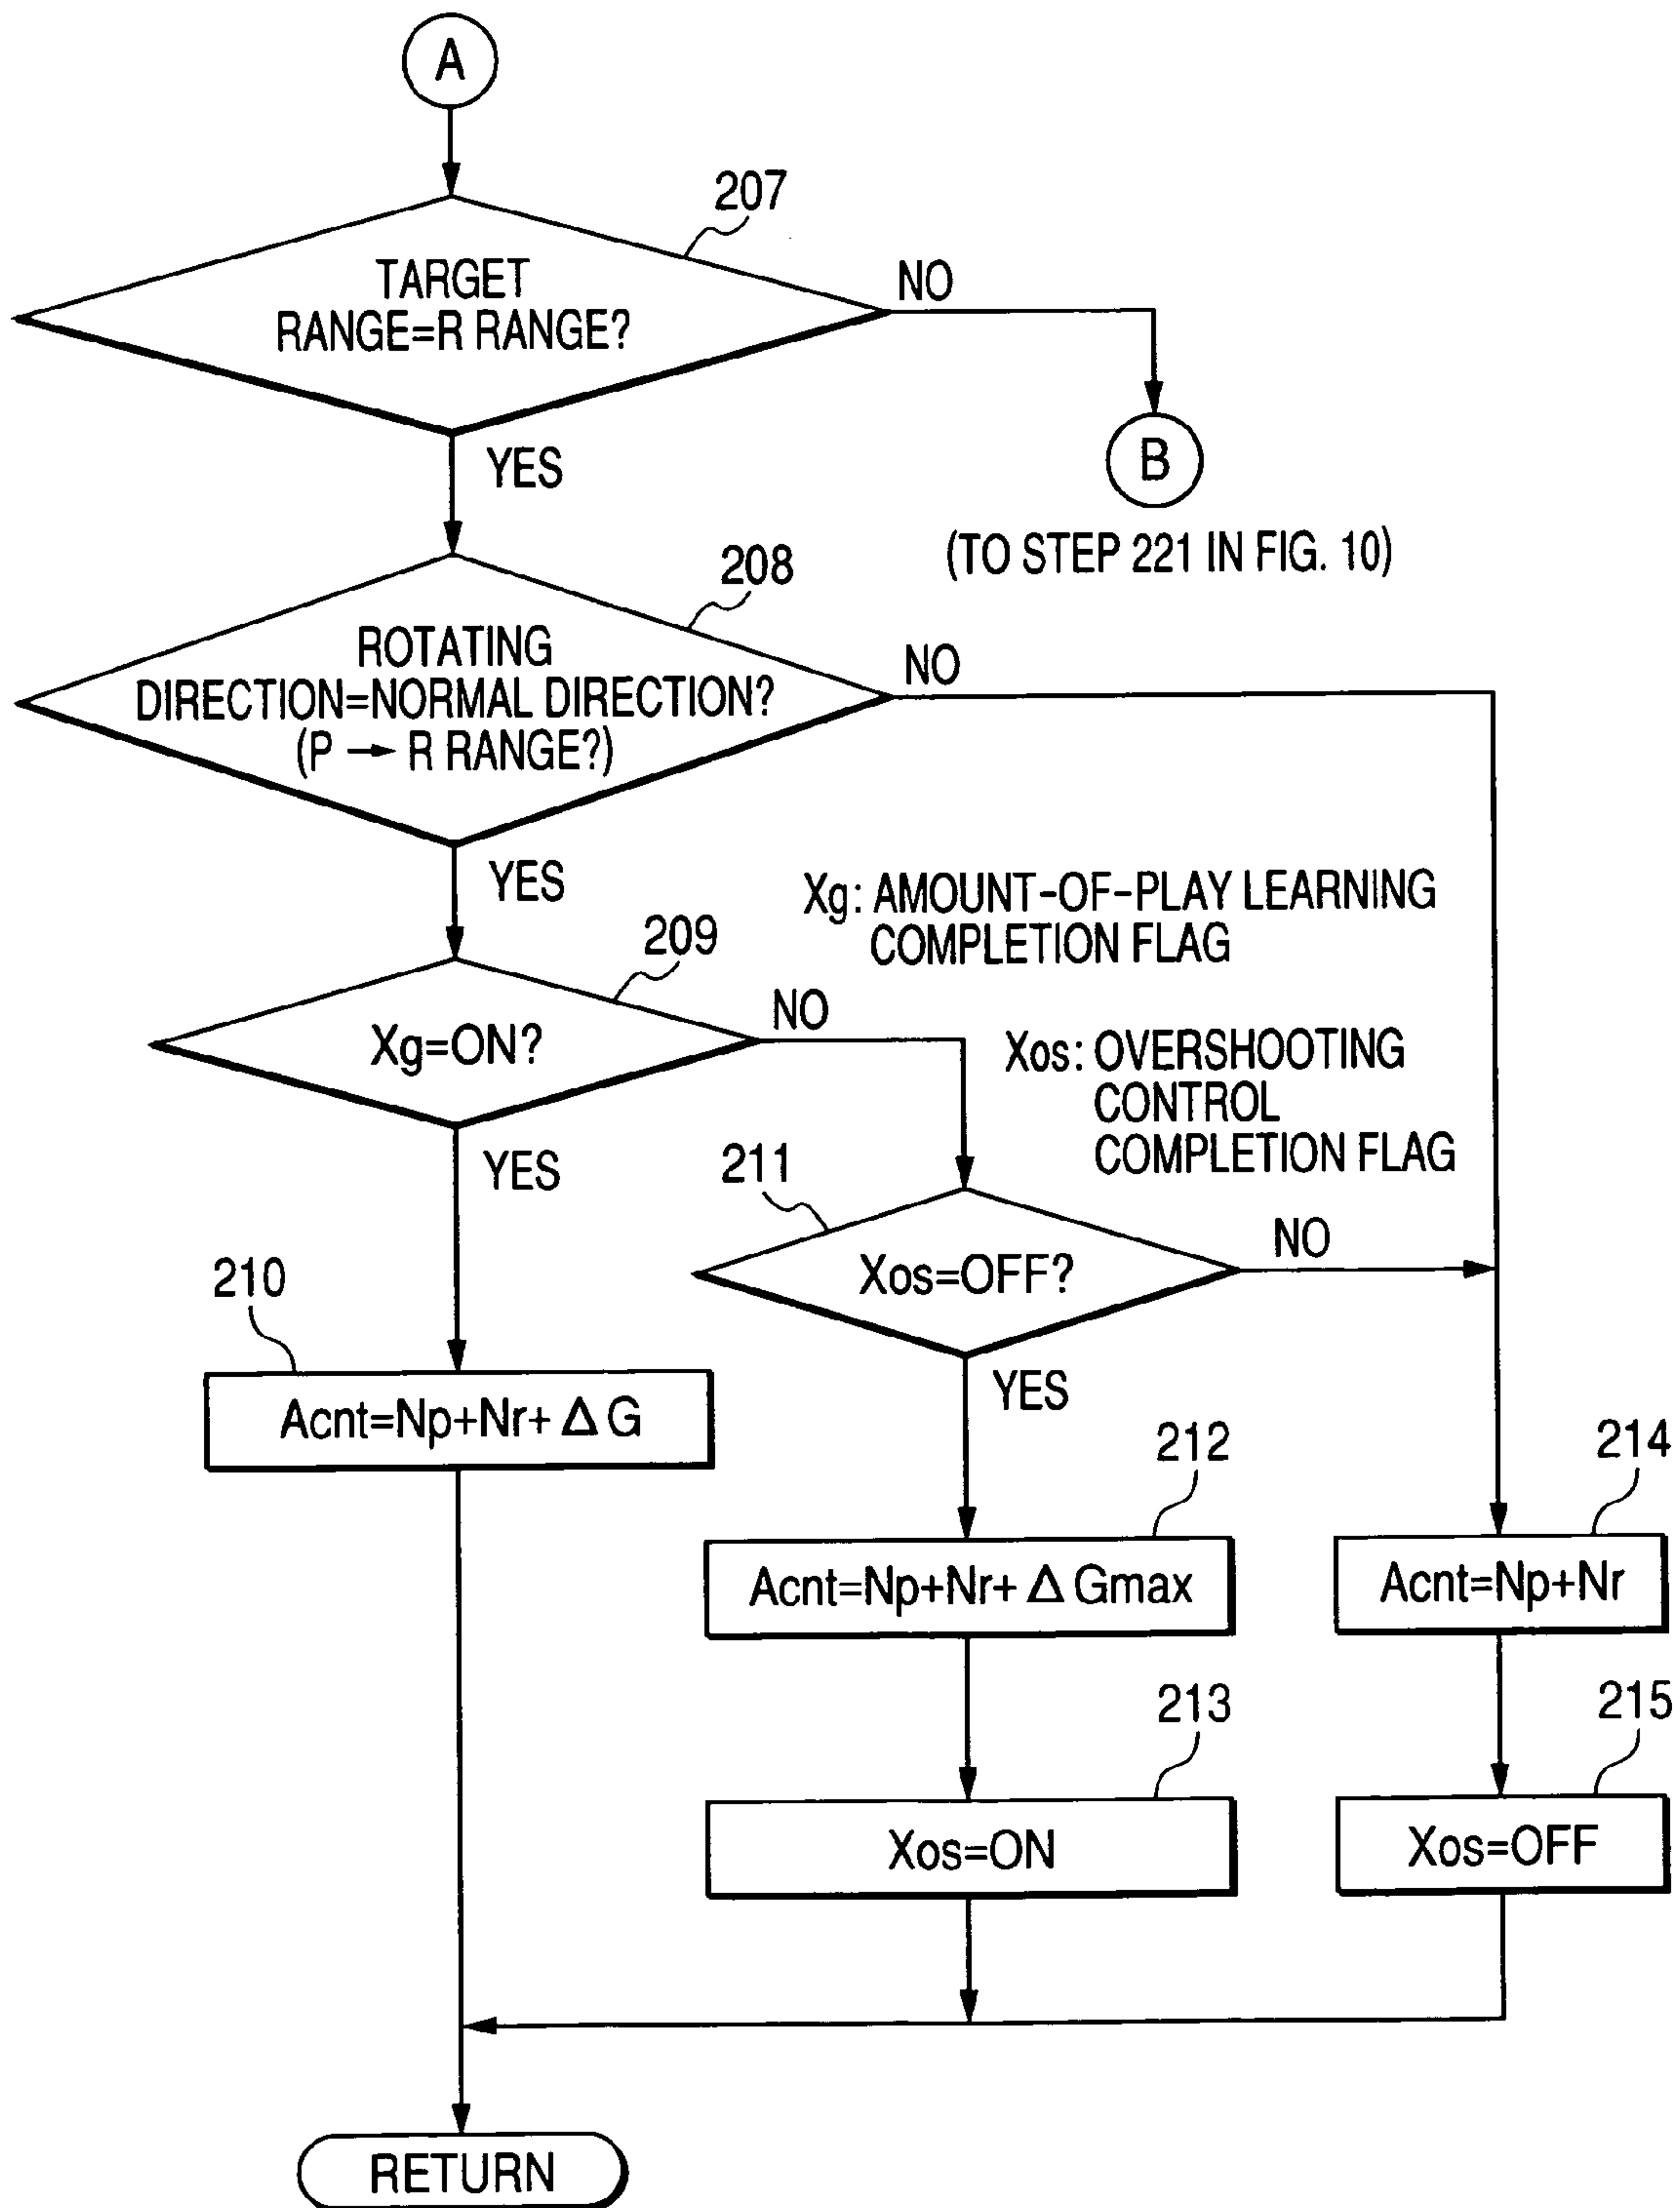 A
207
TARGET
RANGE=R RANGE?
NO
YES
B
(TO STEP 221 IN FIG. 10)
208
ROTATING
DIRECTION=NORMAL DIRECTION?
(P → R RANGE?)
NO
YES
Xg: AMOUNT-OF-PLAY LEARNING
COMPLETION FLAG
209
Xg=ON?
NO
YES
Xos: OVERSHOOTING
CONTROL
COMPLETION FLAG
211
Xos=OFF?
NO
YES
210
Acnt=Np+Nr+ΔG
212
Acnt=Np+Nr+ΔGmax
214
Acnt=Np+Nr
213
Xos=ON
215
Xos=OFF
RETURN